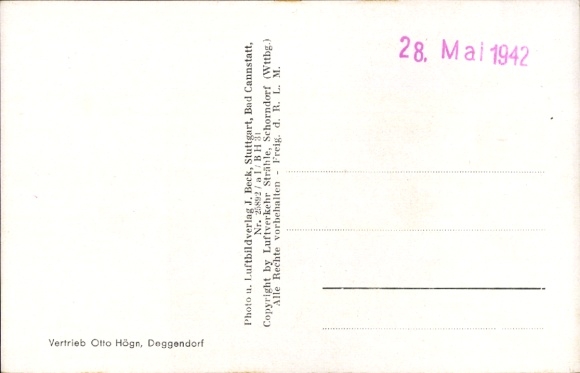 28. Mai 1942
Photo u. Luftbildverlag J. Beck, Stuttgart, Bad Cannstatt,
Nr. 25892 / a I / B H 31
Copyright by Luftverkehr Strähle, Schorndorf (Wttbg.)
Alle Rechte vorbehalten - Freig. d. R. L. M.
Vertrieb Otto Högn, Deggendorf